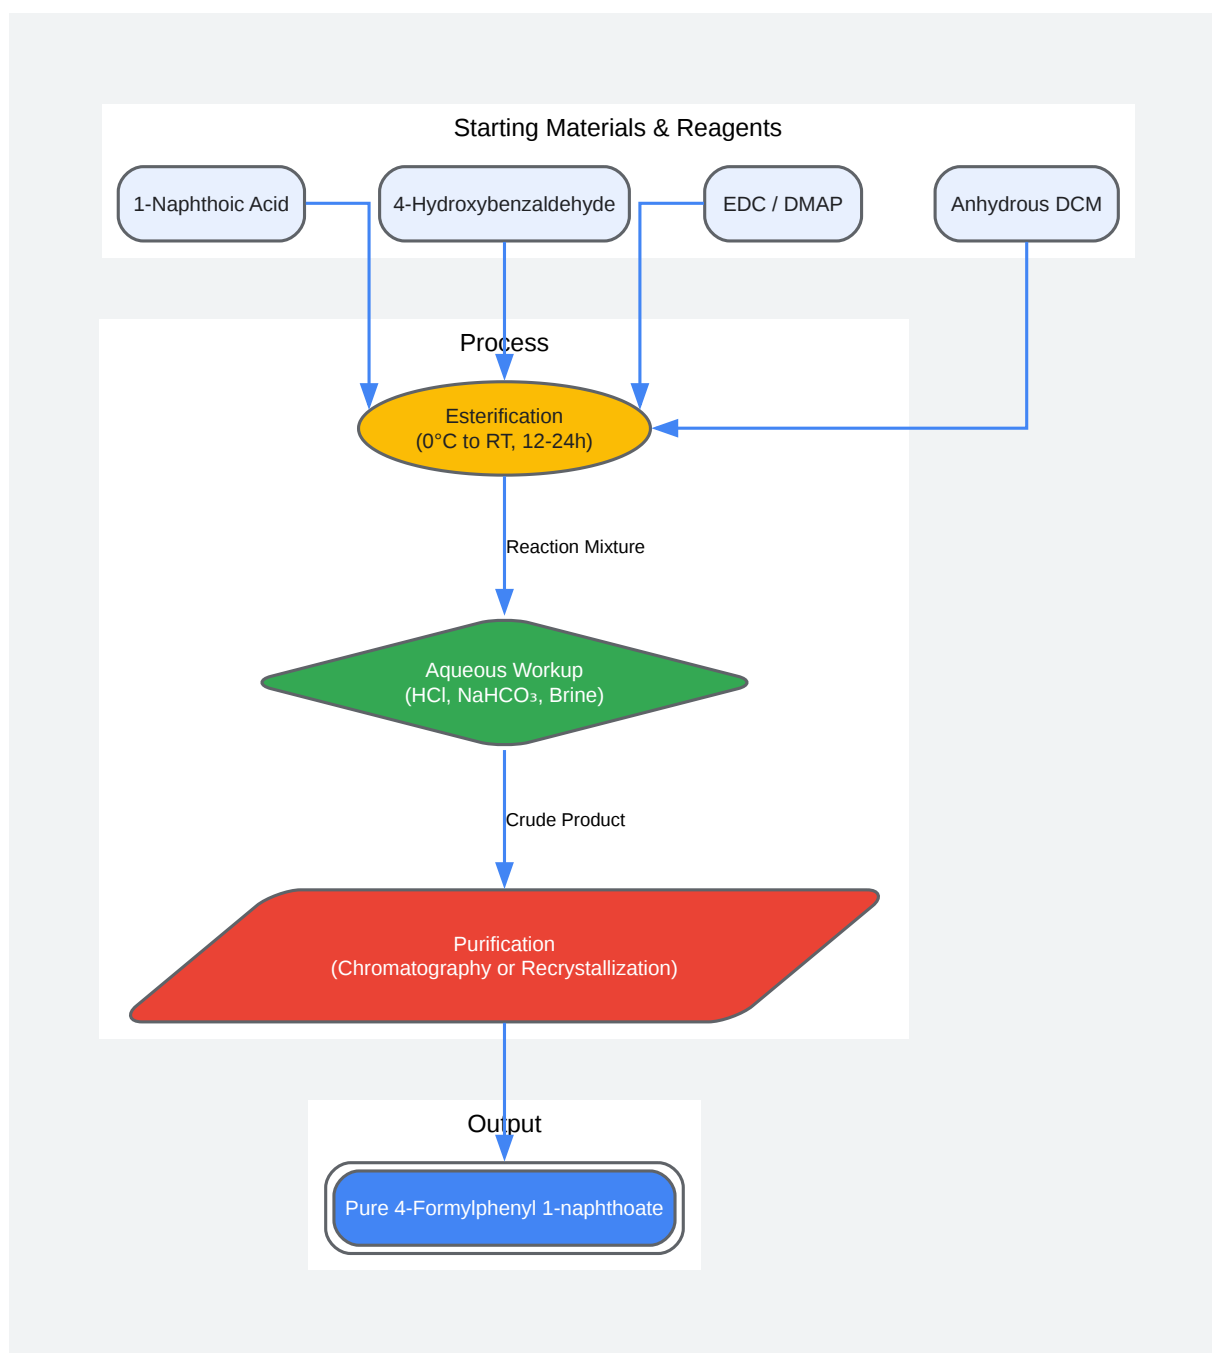 Starting Materials & Reagents
1-Naphthoic Acid
4-Hydroxybenzaldehyde
EDC / DMAP
Anhydrous DCM
Process
Esterification
(0°C to RT, 12-24h)
Reaction Mixture
Aqueous Workup
(HCl, NaHCO₃, Brine)
Crude Product
Purification
(Chromatography or Recrystallization)
Output
Pure 4-Formylphenyl 1-naphthoate